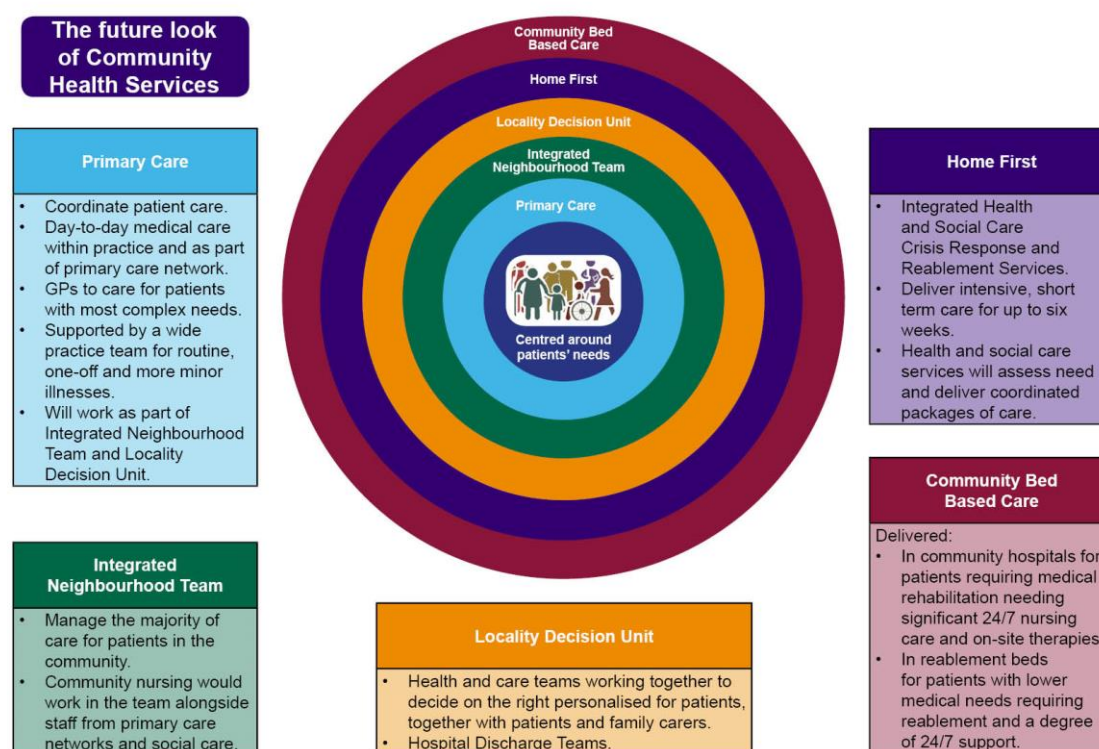 The future look
of Community
Health Services
Community Bed
Based Care
Home First
Locality Decision Unit
Integrated
Neighbourhood Team
Primary Care
Centred around
patients' needs
Primary Care
• Coordinate patient care.
• Day-to-day medical care
within practice and as part
of primary care network.
• GPs to care for patients
with most complex needs.
• Supported by a wide
practice team for routine,
one-off and more minor
illnesses.
• Will work as part of
Integrated Neighbourhood
Team and Locality
Decision Unit.
Integrated
Neighbourhood Team
• Manage the majority of
care for patients in the
community.
• Community nursing would
work in the team alongside
staff from primary care
networks and social care.
Locality Decision Unit
• Health and care teams working together to
decide on the right personalised for patients,
together with patients and family carers.
• Hospital Discharge Teams.
Home First
• Integrated Health
and Social Care
Crisis Response and
Reablement Services.
• Deliver intensive, short
term care for up to six
weeks.
• Health and social care
services will assess need
and deliver coordinated
packages of care.
Community Bed
Based Care
Delivered:
• In community hospitals for
patients requiring medical
rehabilitation needing
significant 24/7 nursing
care and on-site therapies
• In reablement beds
for patients with lower
medical needs requiring
reablement and a degree
of 24/7 support.